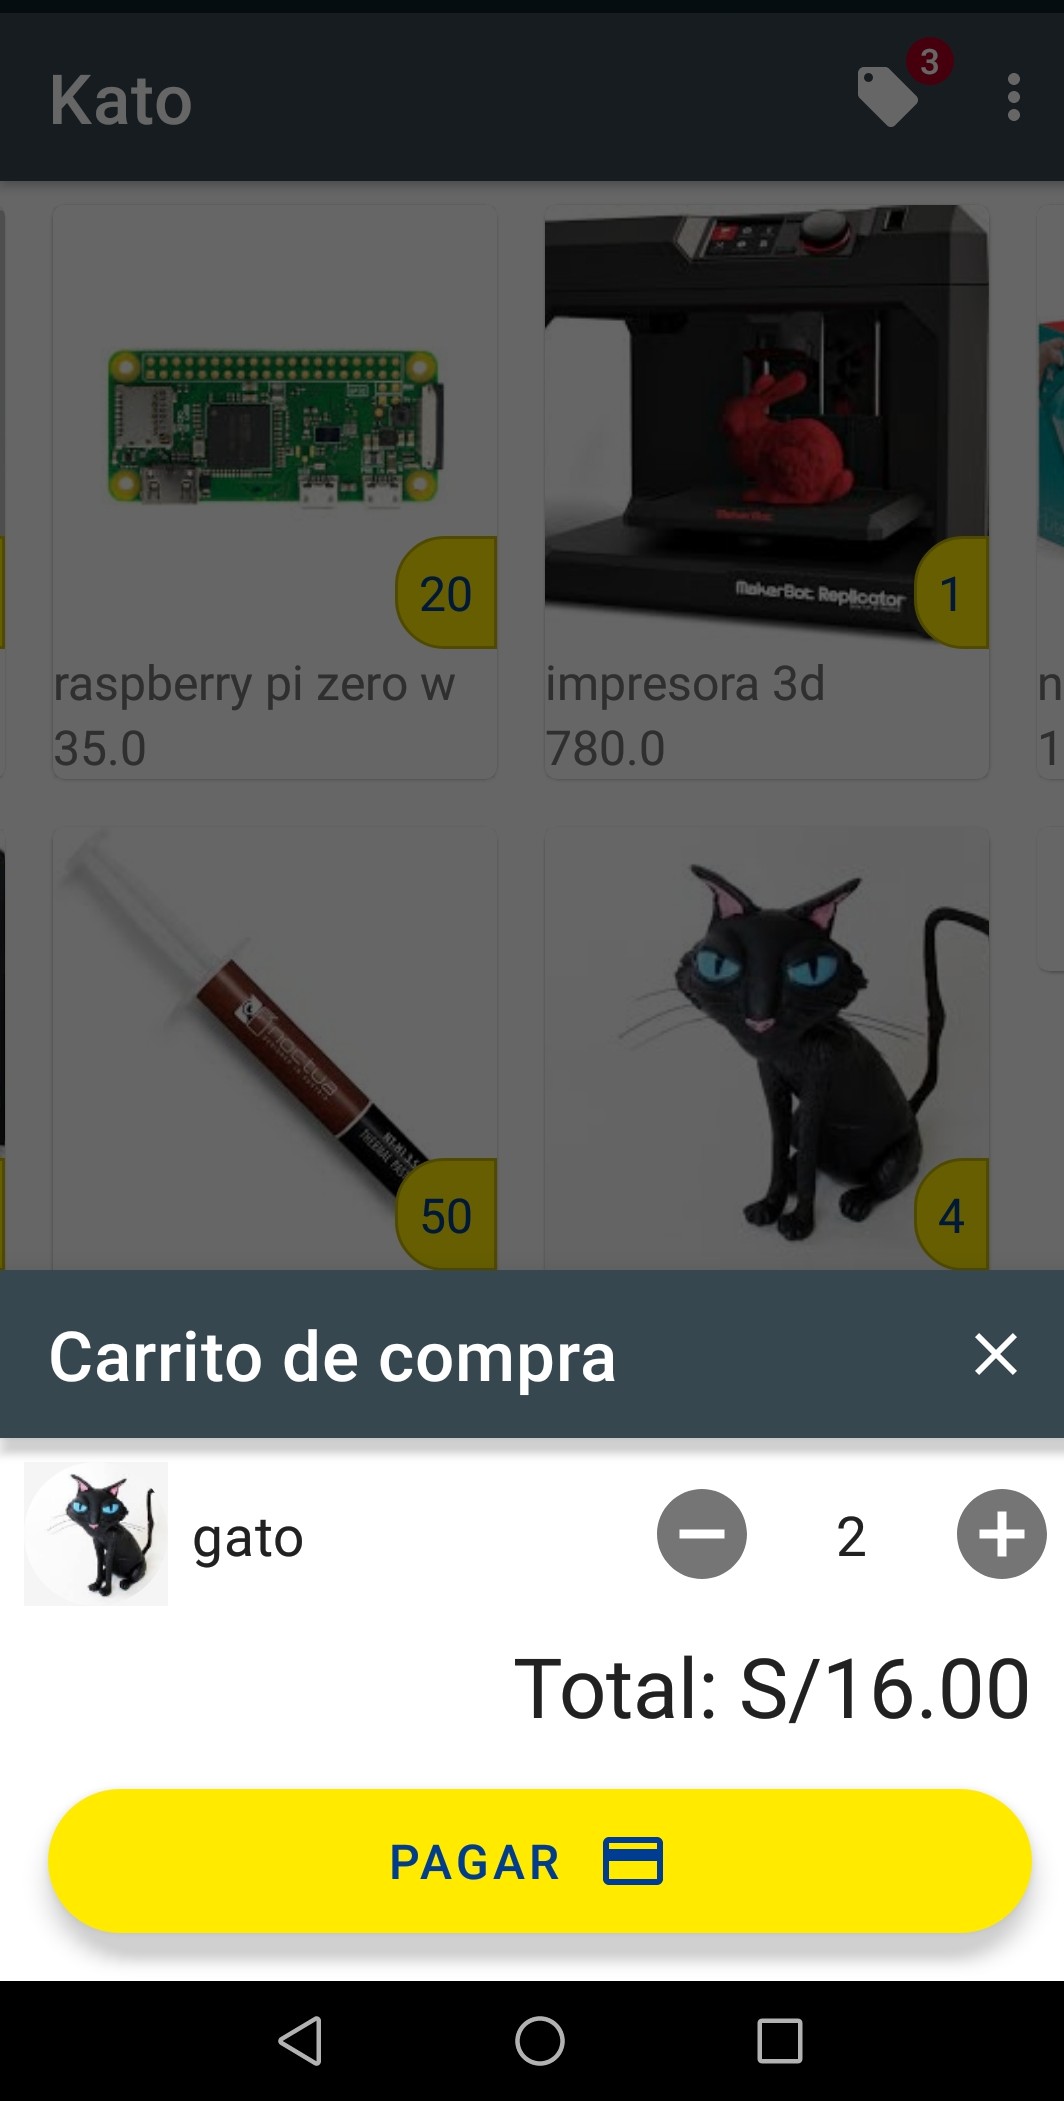 Kato
3
MakerBot
MakerBot Replicator
20
1
raspberry pi zero w
impresora 3d
n
35.0
780.0
1
noctua
50
4
Carrito de compra
gato
2
Total: S/16.00
PAGAR